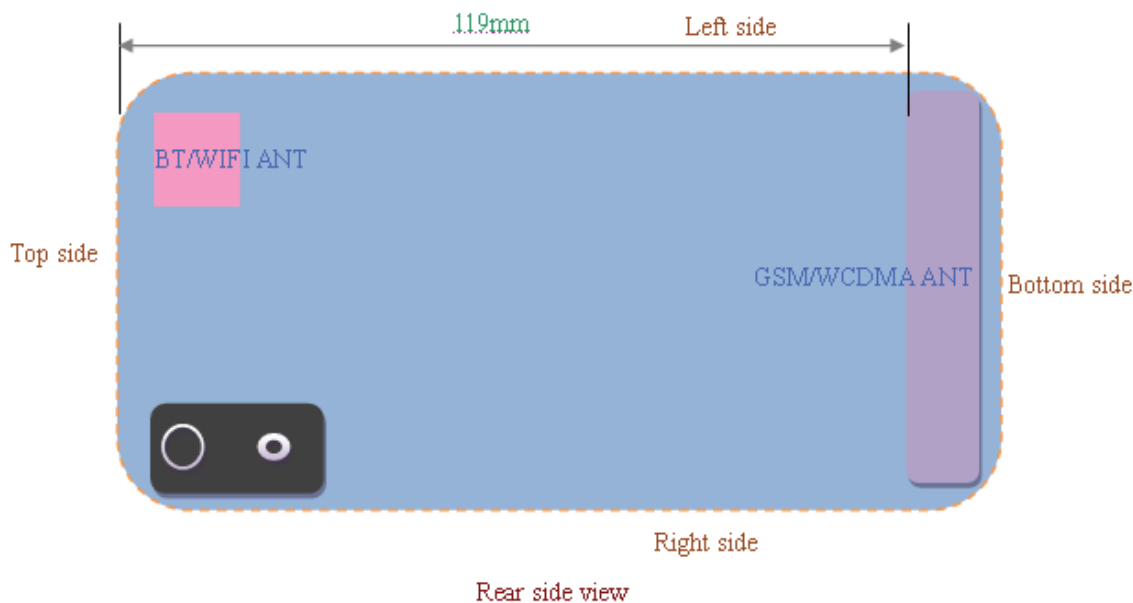 119mm
Left side
BT/WIFI ANT
Top side
GSM/WCDMA ANT
Bottom side
Right side
Rear side view